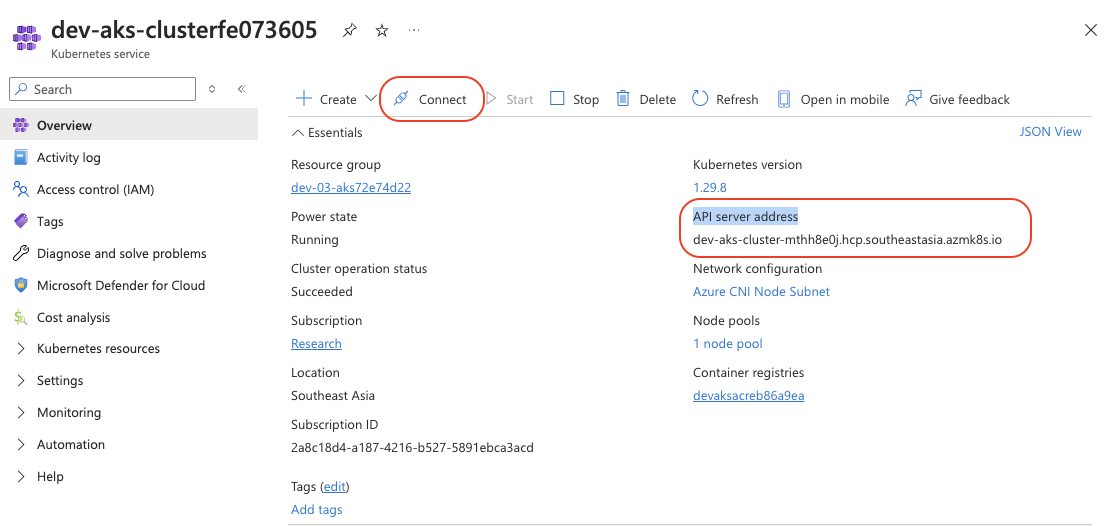 dev-aks-clusterfe073605
Kubernetes service
Search
Overview
Activity log
Access control (IAM)
Tags
Diagnose and solve problems
Microsoft Defender for Cloud
Cost analysis
Kubernetes resources
Settings
Monitoring
Automation
Help
Create Connect Start Stop Delete Refresh Open in mobile Give feedback
Essentials
JSON View
Resource group
dev-03-aks72e74d22
Power state
Running
Cluster operation status
Succeeded
Subscription
Research
Location
Southeast Asia
Subscription ID
2a8c18d4-a187-4216-b527-5891ebca3acd
Tags (edit)
Add tags
Kubernetes version
1.29.8
API server address
dev-aks-cluster-mthh8e0j.hcp.southeastasia.azmk8s.io
Network configuration
Azure CNI Node Subnet
Node pools
1 node pool
Container registries
devaksacreb86a9ea